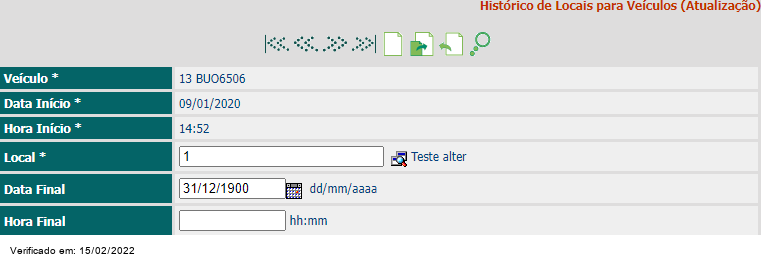 Histórico de Locais para Veículos (Atualização)
Veículo * 13 BUO6506
Data Início * 09/01/2020
Hora Início * 14:52
Local * 1 Teste alter
Data Final 31/12/1900 dd/mm/aaaa
Hora Final hh:mm
Verificado em: 15/02/2022